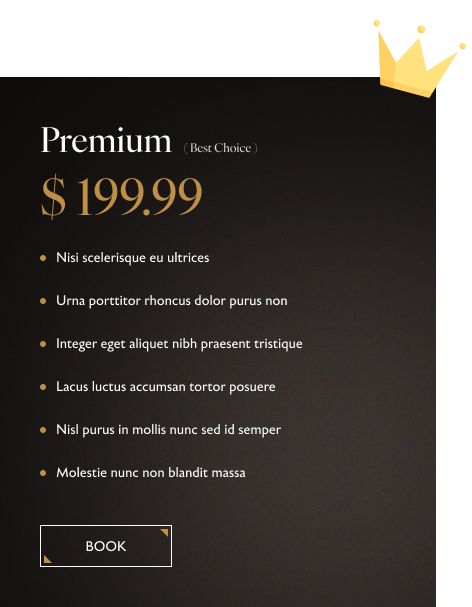 Premium ( Best Choice )
$ 199.99
Nisi scelerisque eu ultrices
Urna porttitor rhoncus dolor purus non
Integer eget aliquet nibh praesent tristique
Lacus luctus accumsan tortor posuere
Nisl purus in mollis nunc sed id semper
Molestie nunc non blandit massa
BOOK